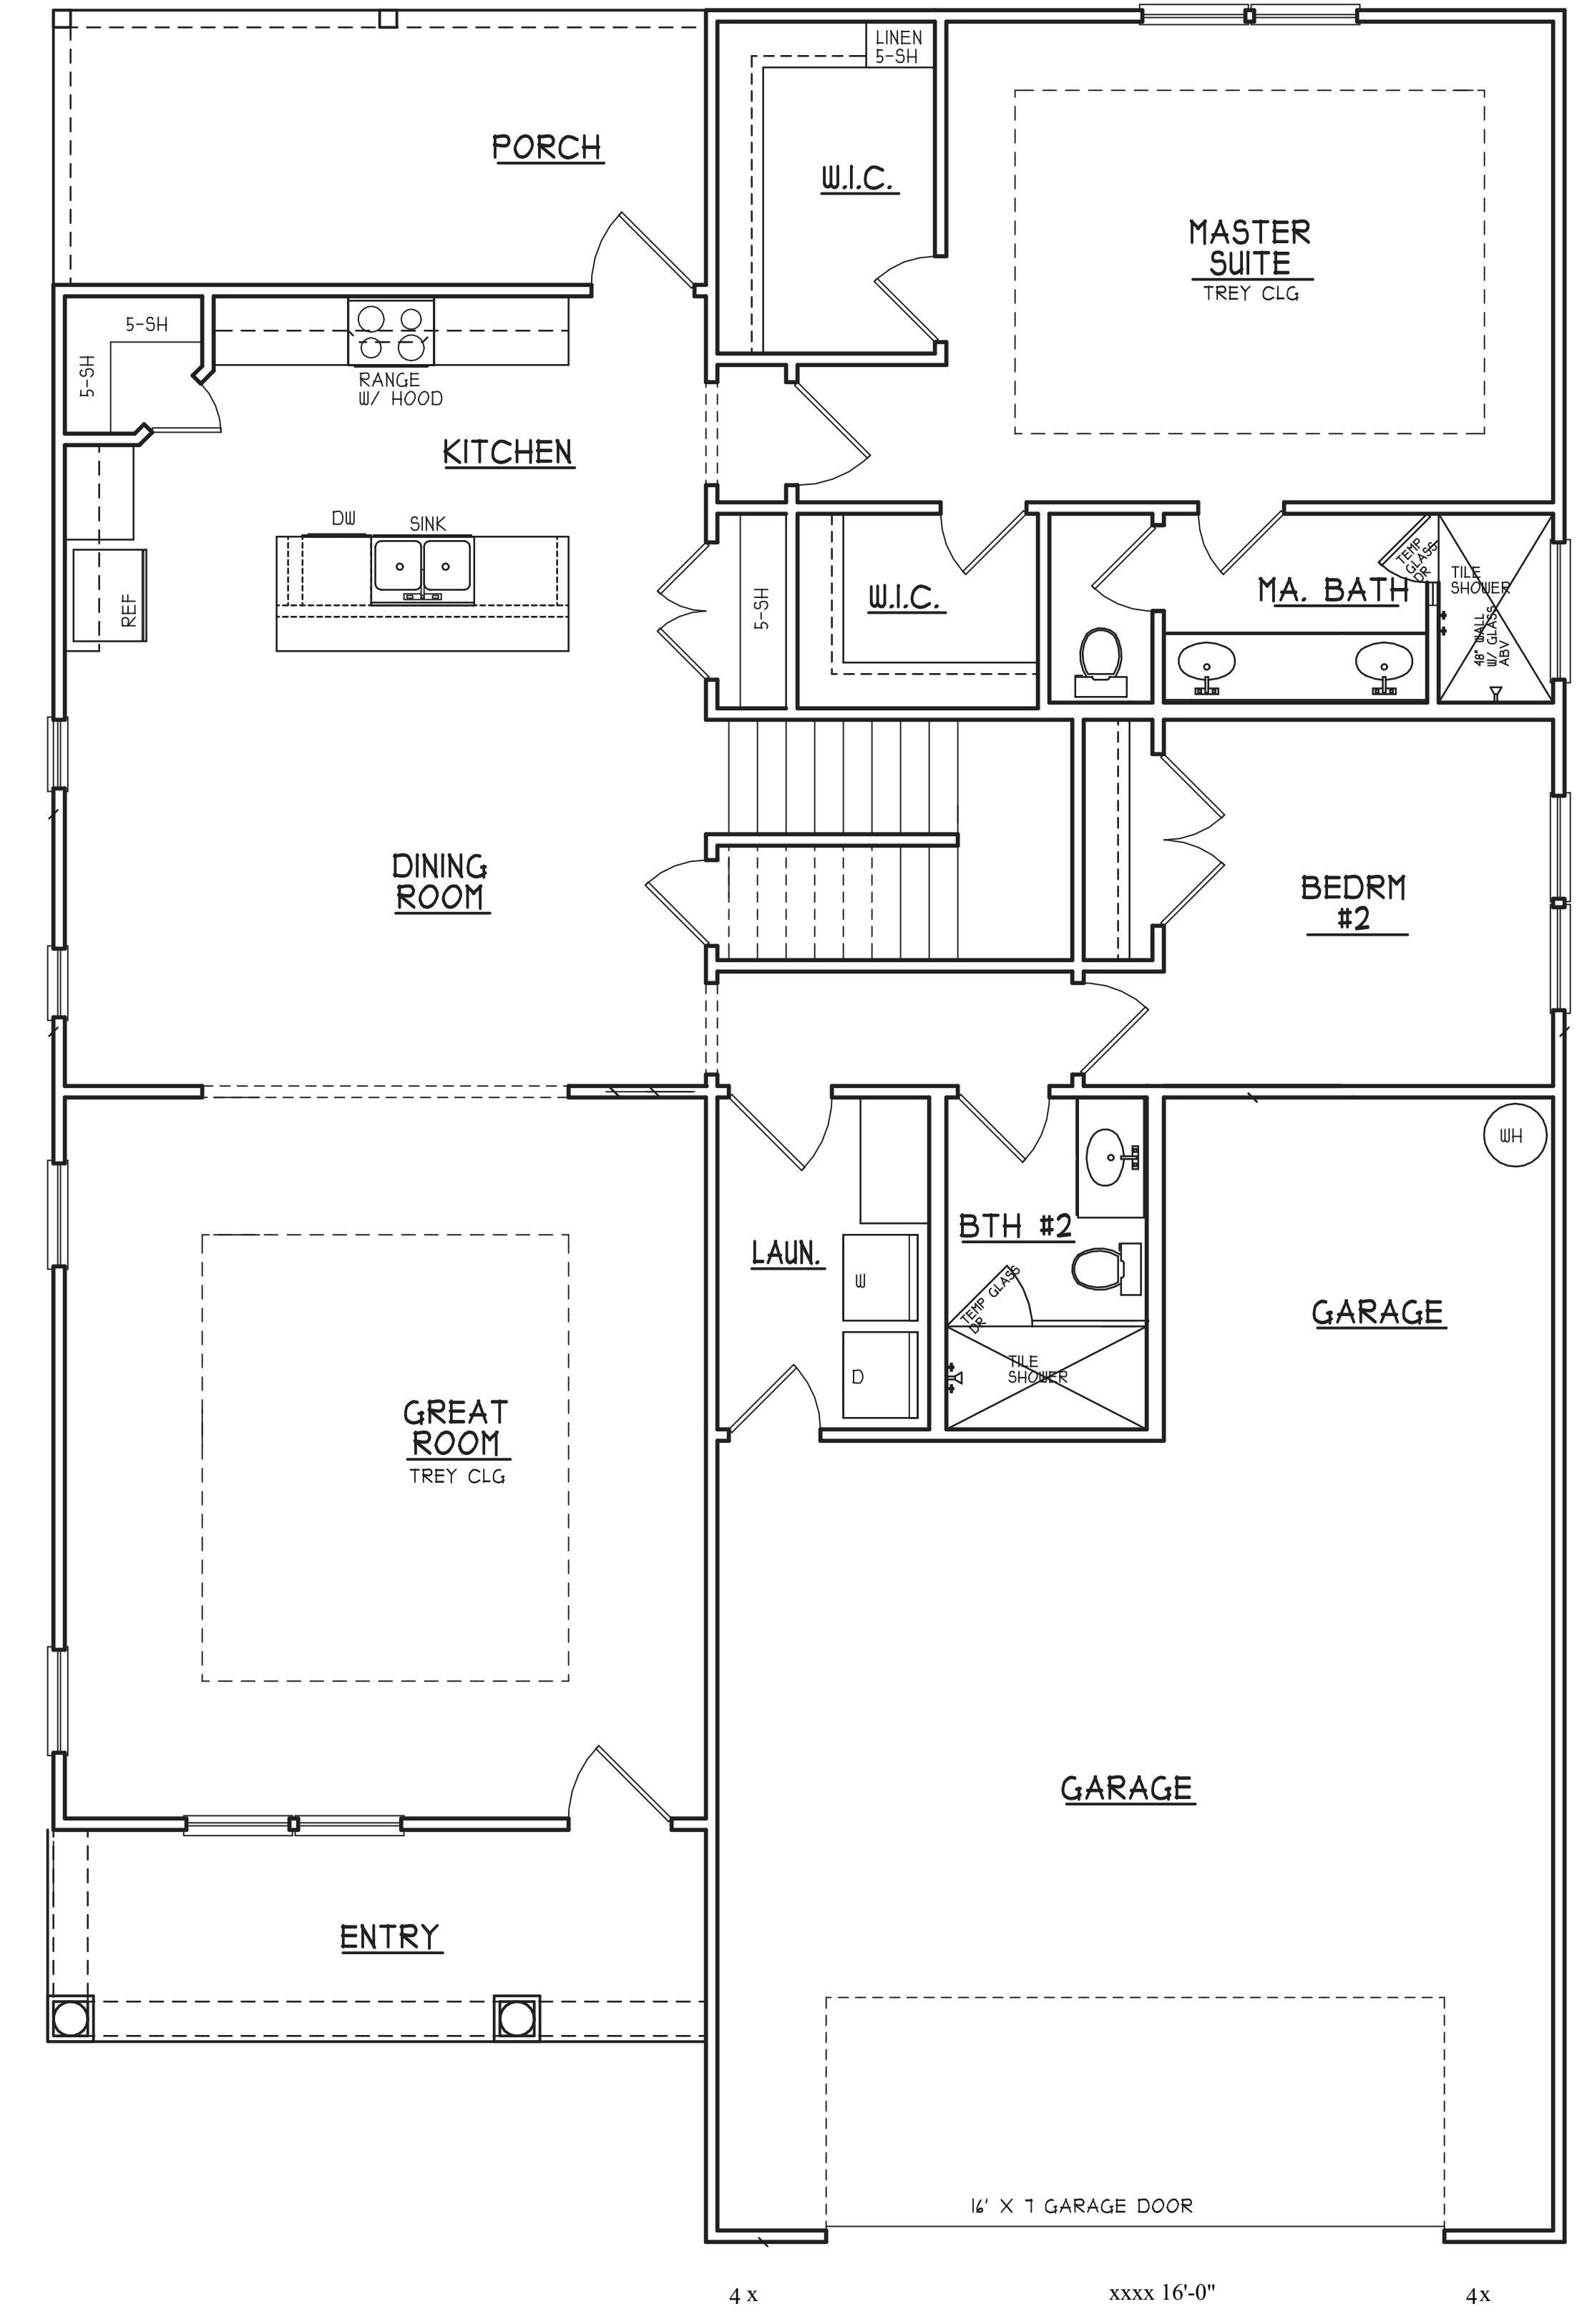 LINEN
5-SH
PORCH
W.I.C.
MASTER
SUITE
TREY CLG
5-SH
5-SH
RANGE
W/ HOOD
KITCHEN
DW
SINK
REF
5-SH
W.I.C.
MA. BATH
TEMP
GLASS
DR
TILE
SHOWER
48" WALL
W/ GLASS
ABV
DINING
ROOM
BEDRM
#2
WH
LAUN.
W
D
BTH #2
TEMP GLASS
DR
TILE
SHOWER
GARAGE
GREAT
ROOM
TREY CLG
GARAGE
ENTRY
16' X 7 GARAGE DOOR
4 x
xxxx 16'-0"
4x